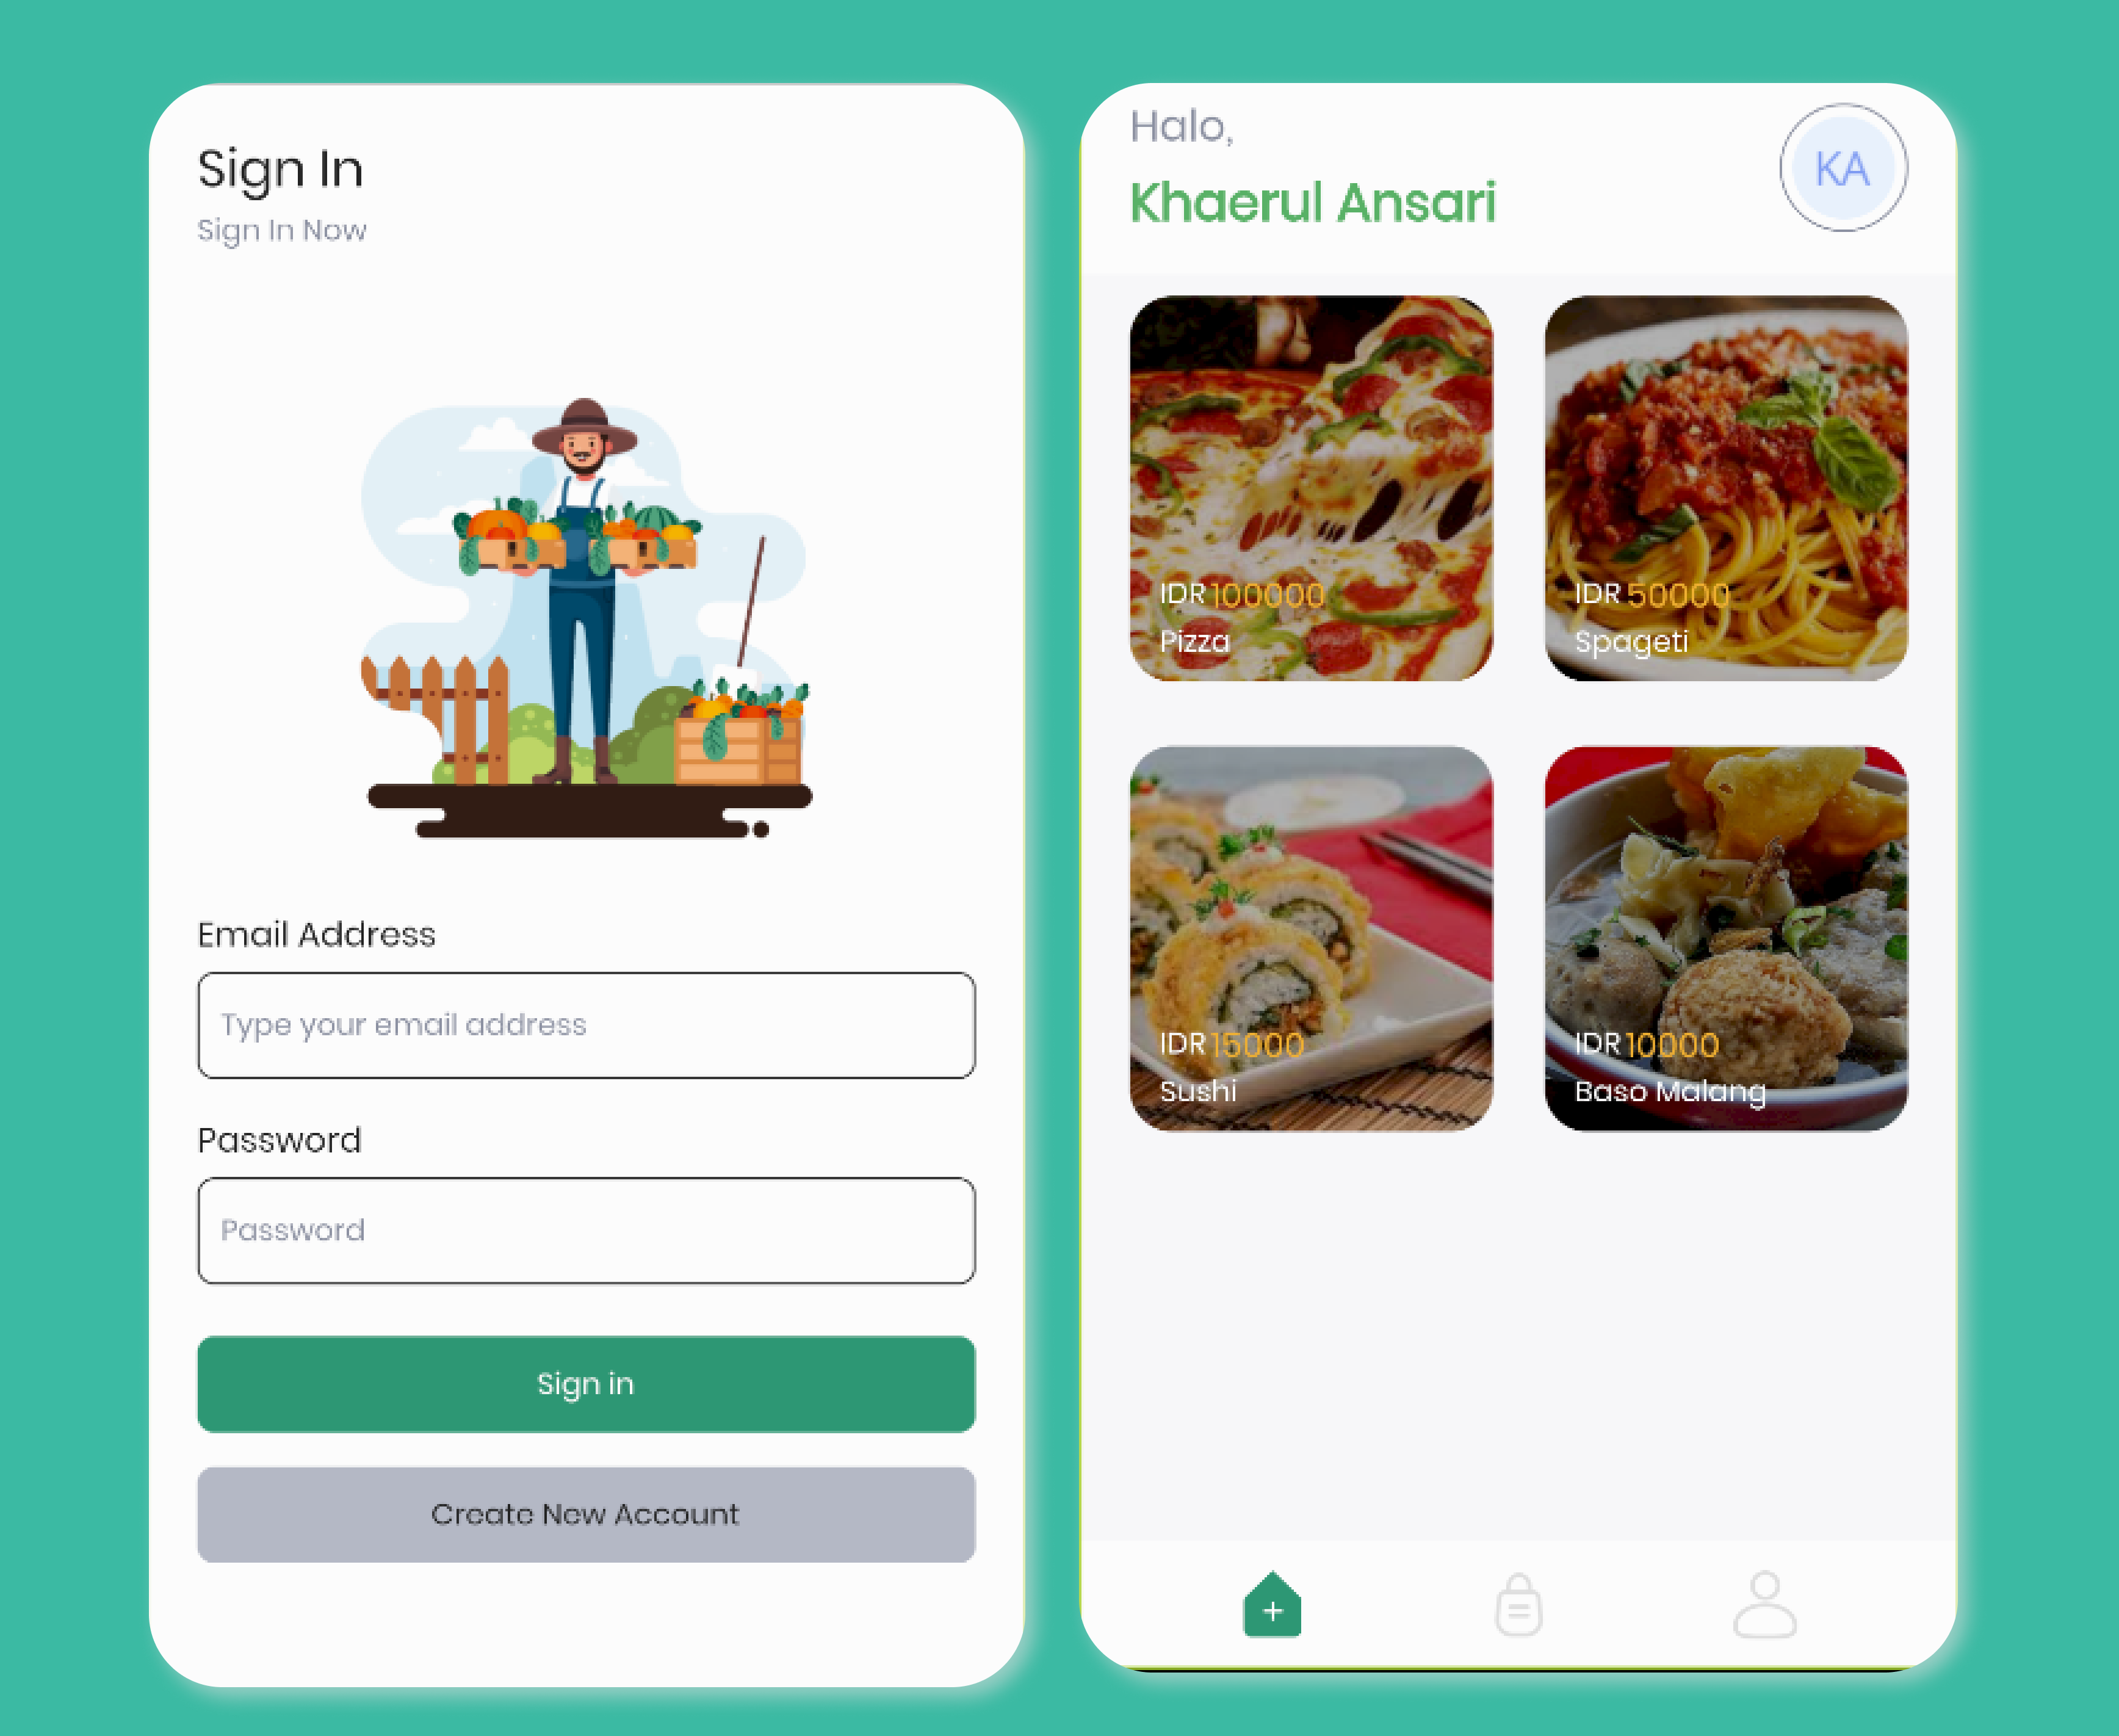 Sign In
Sign In Now
Email Address
Type your email address
Password
Password
Sign in
Create New Account
Halo,
Khaerul Ansari
KA
IDR 100000
Pizza
IDR 50000
Spageti
IDR 15000
Sushi
IDR 10000
Baso Malang